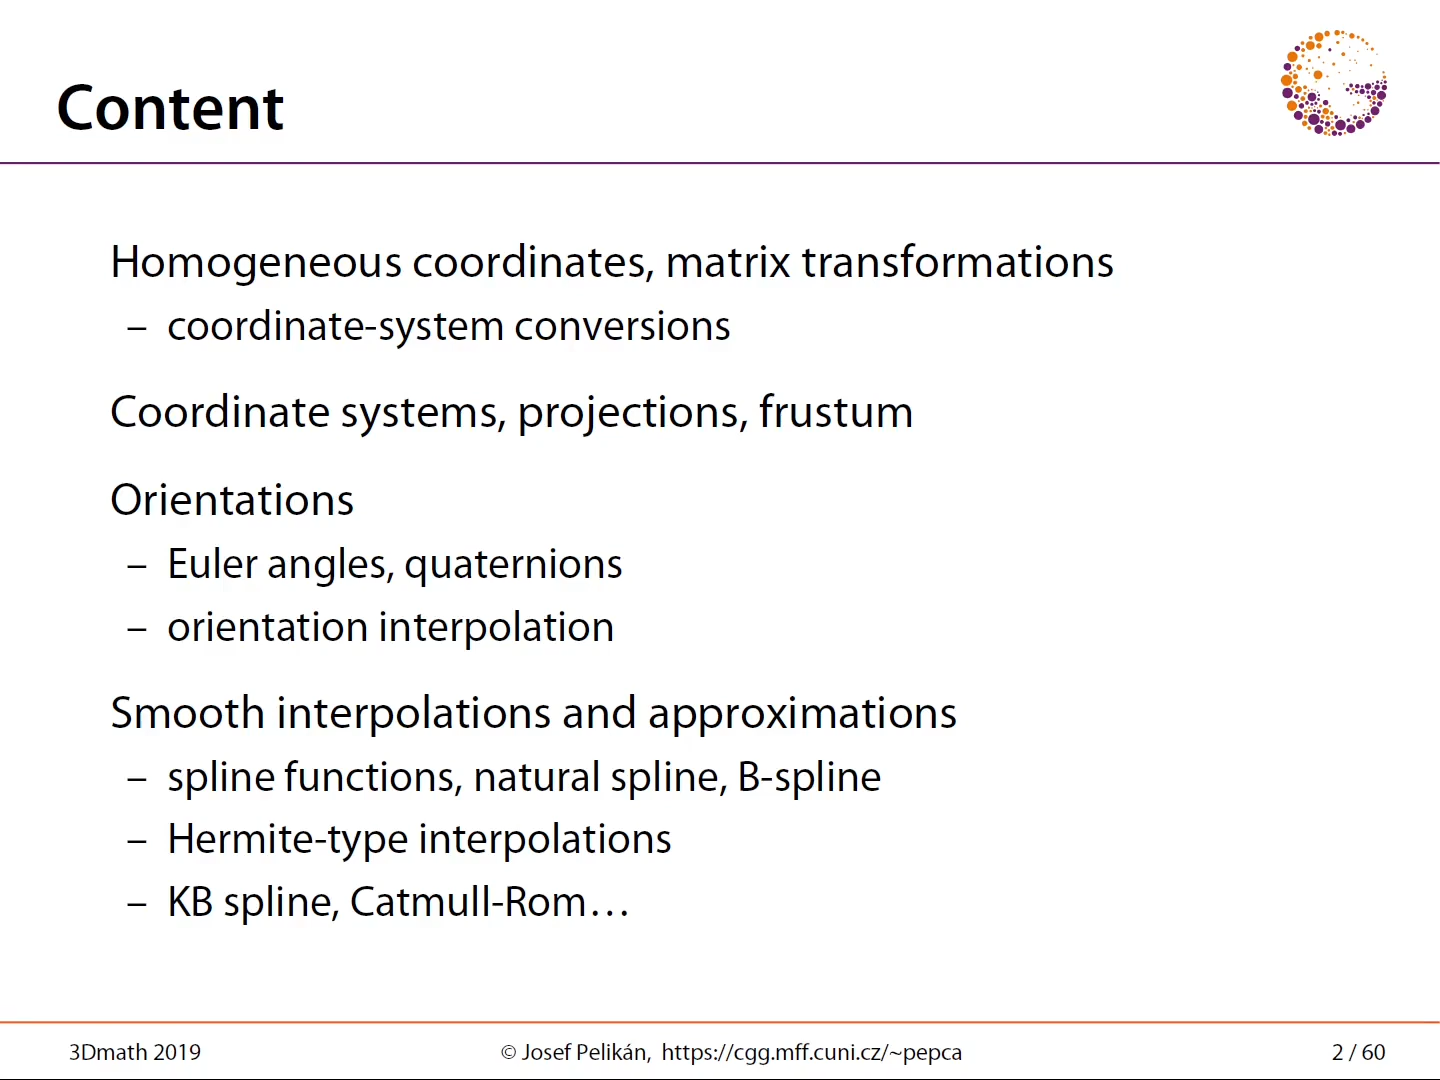 Content
Homogeneous coordinates, matrix transformations
– coordinate-system conversions
Coordinate systems, projections, frustum
Orientations
– Euler angles, quaternions
– orientation interpolation
Smooth interpolations and approximations
– spline functions, natural spline, B-spline
– Hermite-type interpolations
– KB spline, Catmull-Rom…
3Dmath 2019
© Josef Pelikán, https://cgg.mff.cuni.cz/~pepca
2 / 60